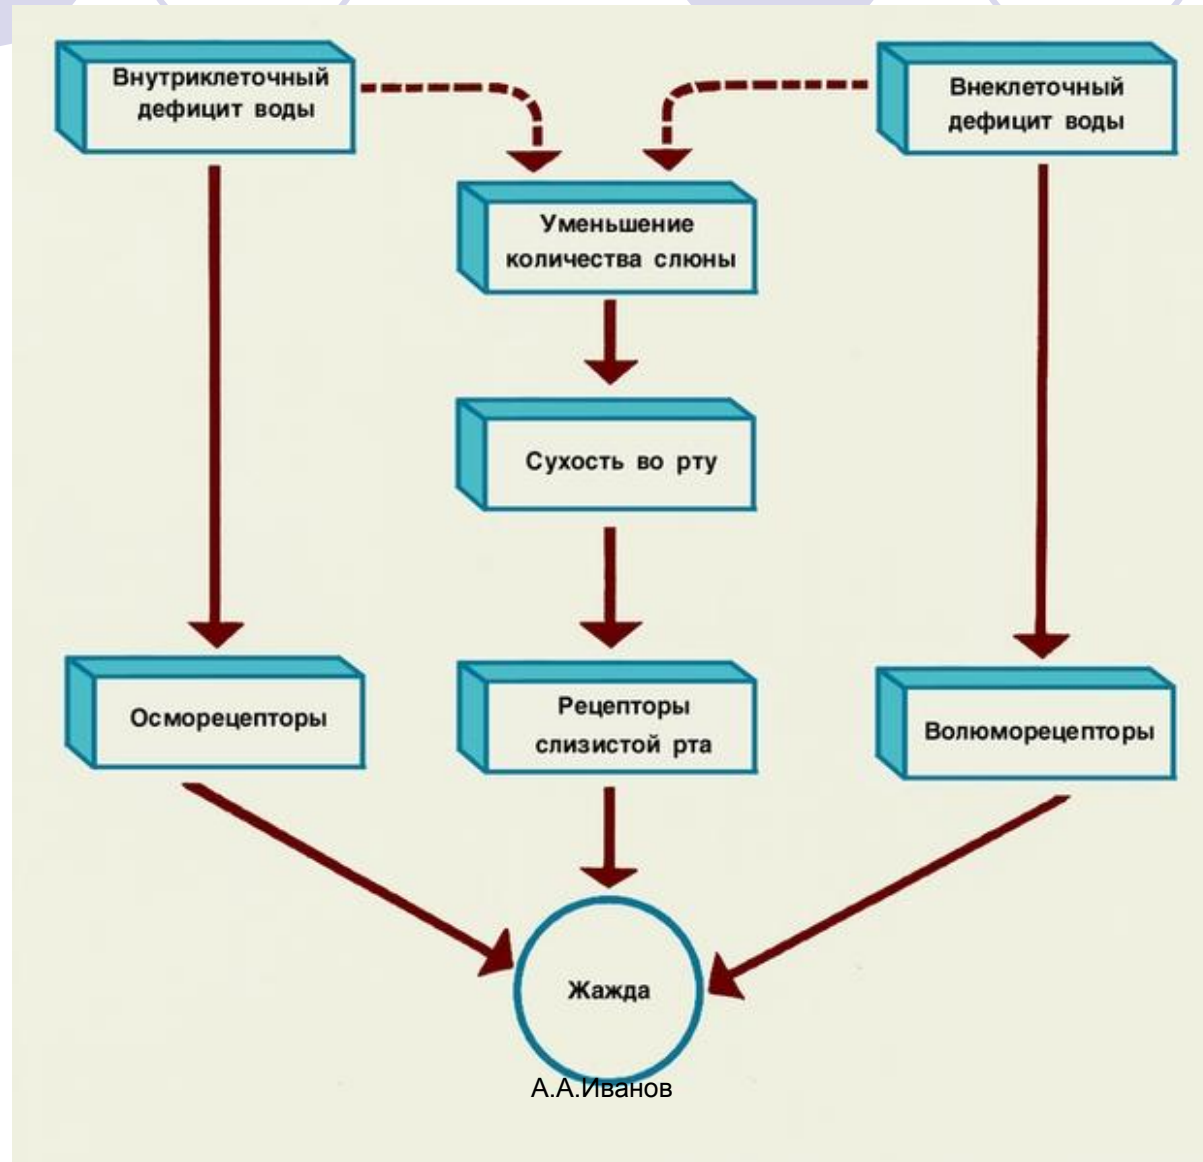 Внутриклеточный
дефицит воды
Внеклеточный
дефицит воды
Уменьшение
количества слюны
Сухость во рту
Осморецепторы
Рецепторы
слизистой рта
Волюморецепторы
Жажда
А.А.Иванов